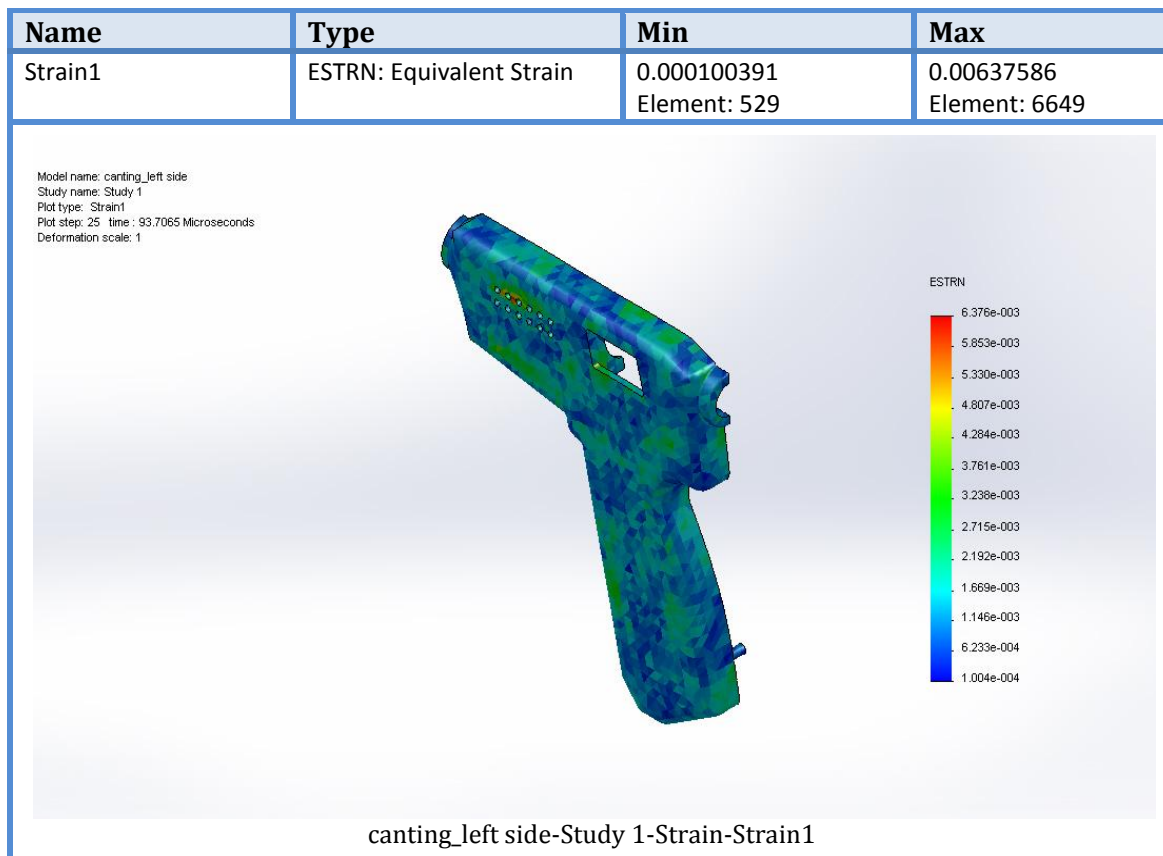 Name Type Min Max
Strain1 ESTRN: Equivalent Strain 0.000100391 0.00637586
Element: 529 Element: 6649
Model name: canting_left side
Study name: Study 1
Plot type: Strain1
Plot step: 25 time : 93.7065 Microseconds
Deformation scale: 1
ESTRN
6.376e-003
5.853e-003
5.330e-003
4.807e-003
4.284e-003
3.761e-003
3.238e-003
2.715e-003
2.192e-003
1.669e-003
1.146e-003
6.233e-004
1.004e-004
canting_left side-Study 1-Strain-Strain1